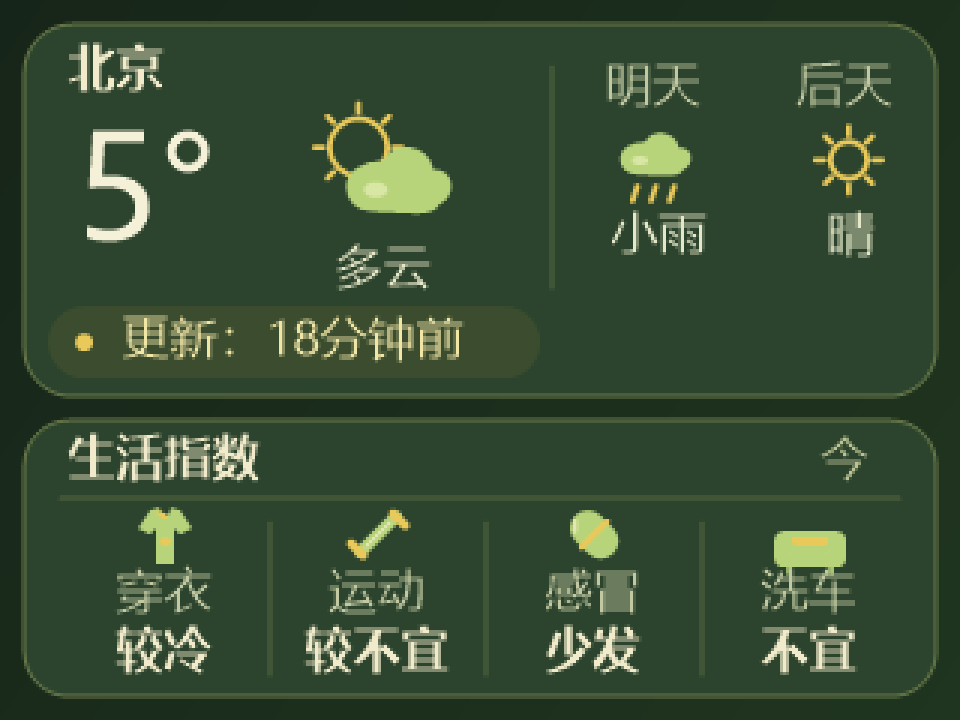 北京
5°
多云
明天
小雨
后天
晴
更新：18分钟前
生活指数
今
穿衣
较冷
运动
较不宜
感冒
少发
洗车
不宜